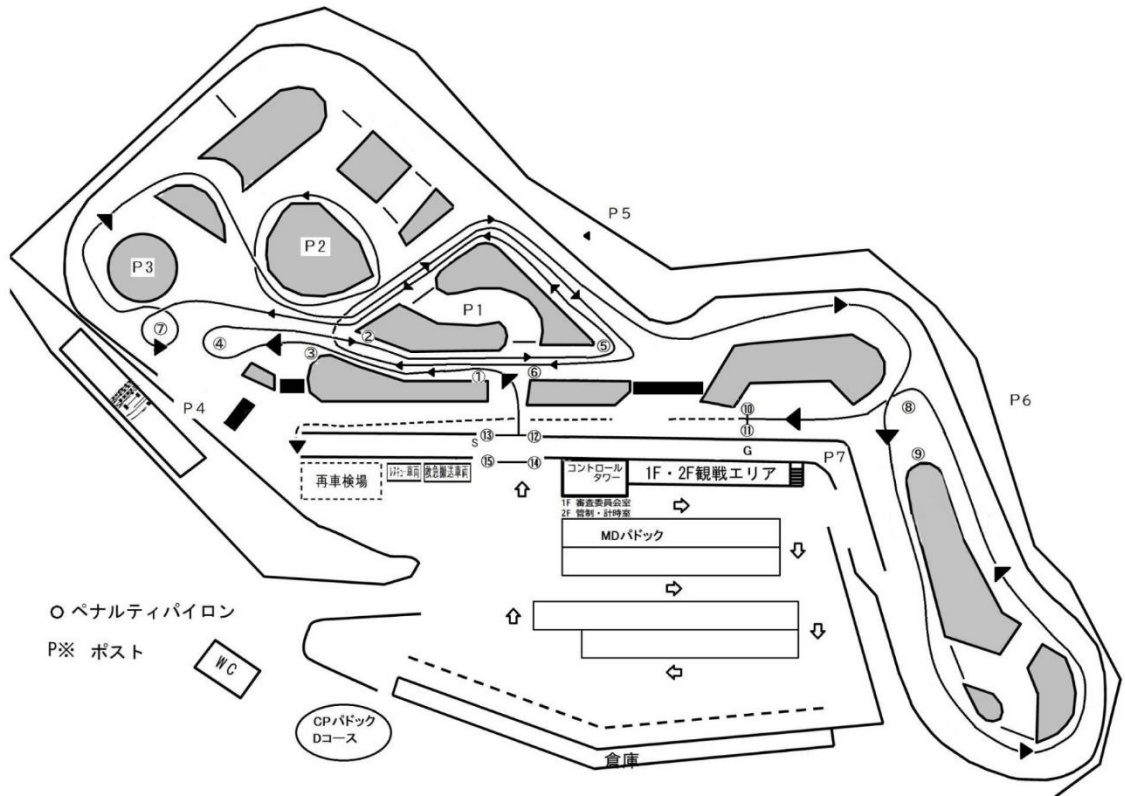 P5
P2
P3
P1
⑦
②
④
③
⑤
①
⑥
P4
P6
⑩
⑧
⑪
⑬
⑫
S
G
P7
⑨
⑮
⑭
再車検場
救急搬送車両
コントロール
タワー
1F・2F観戦エリア
1F 審査委員会室
2F 管制・計時室
MDパドック
○ ペナルティパイロン
P※ ポスト
WC
CPパドック
Dコース
倉庫